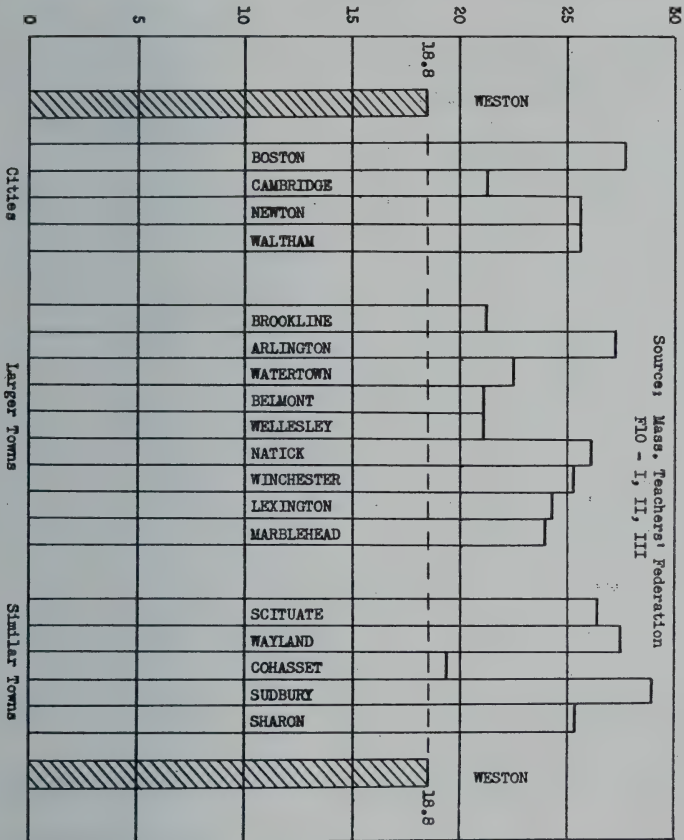 0
5
10
15
20
25
30
18.8
WESTON
BOSTON
CAMBRIDGE
NEWTON
WALTHAM
Cities
BROOKLINE
ARLINGTON
WATERTOWN
BELMONT
WELLESLEY
NATICK
WINCHESTER
LEXINGTON
MARBLEHEAD
Larger Towns
Source: Mass. Teachers' Federation
F10 - I, II, III
SCITUATE
WAYLAND
COHASSET
SUDBURY
SHARON
Similar Towns
18.8
WESTON